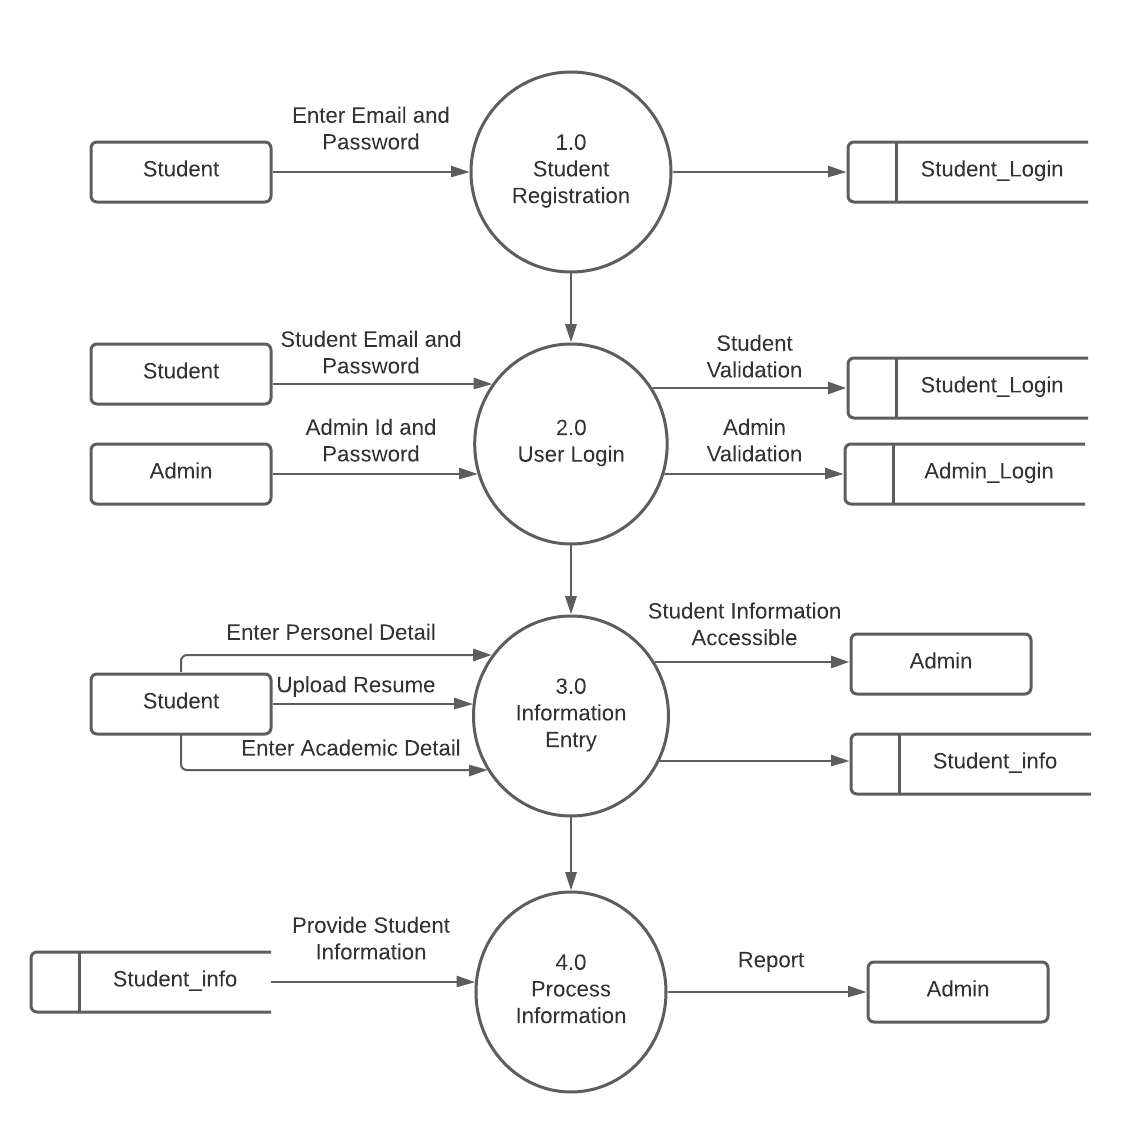 Enter Email and
Password
Student
1.0
Student
Registration
Student_Login
Student Email and
Password
Student
Student
Validation
Student_Login
Admin Id and
Password
Admin
2.0
User Login
Admin
Validation
Admin_Login
Enter Personel Detail
Student
Upload Resume
Enter Academic Detail
3.0
Information
Entry
Student Information
Accessible
Admin
Student_info
Provide Student
Information
Student_info
4.0
Process
Information
Report
Admin